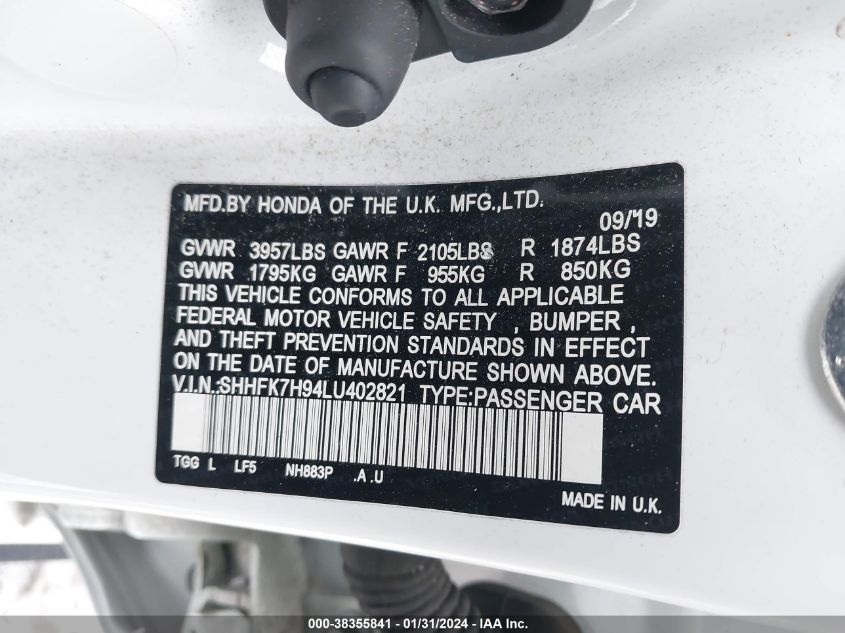 MFD.BY HONDA OF THE U.K. MFG.,LTD.
09/19
GVWR 3957LBS GAWR F 2105LBS R 1874LBS
GVWR 1795KG GAWR F 955KG R 850KG
THIS VEHICLE CONFORMS TO ALL APPLICABLE
FEDERAL MOTOR VEHICLE SAFETY , BUMPER ,
AND THEFT PREVENTION STANDARDS IN EFFECT
ON THE DATE OF MANUFACTURE SHOWN ABOVE.
V.I.N.:SHHFK7H94LU402821 TYPE:PASSENGER CAR
TGG L LF5 NH883P .A .U
MADE IN U.K.
000-38355841 - 01/31/2024 - IAA Inc.